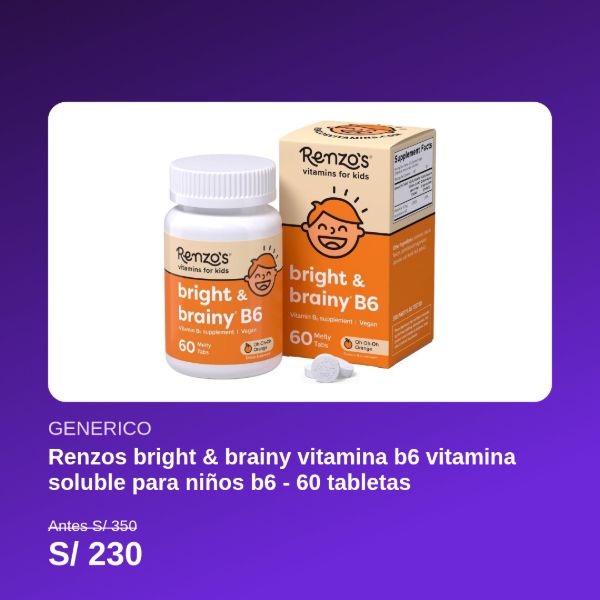 Renzo's®
vitamins for kids
bright &
brainy® B6
Vitamin B₆ supplement | Vegan
60 Melty
Tabs
Oh-Oh-Oh
Orange
Renzo's®
vitamins for kids
Supplement Facts
bright &
brainy® B6
Vitamin B₆ supplement | Vegan
60 Melty
Tabs
Oh-Oh-Oh
Orange
GENERICO
Renzos bright & brainy vitamina b6 vitamina
soluble para niños b6 - 60 tabletas
Antes S/ 350
S/ 230